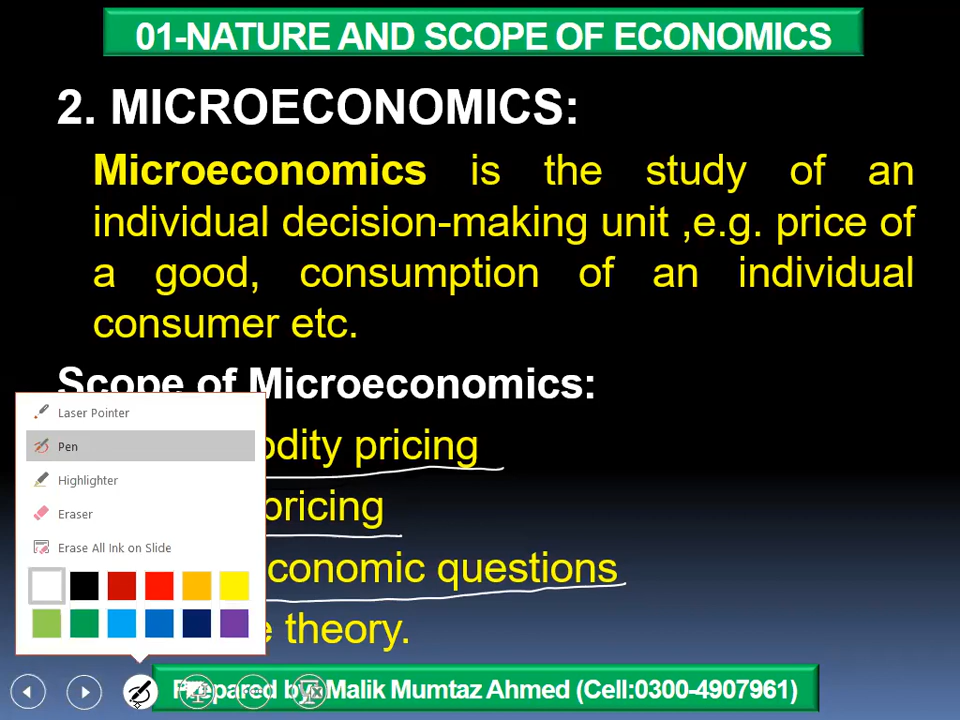 01-NATURE AND SCOPE OF ECONOMICS
2. MICROECONOMICS:
Microeconomics is the study of an
individual decision-making unit ,e.g. price of
a good, consumption of an individual
consumer etc.
Scope of Microeconomics:
Laser Pointer
Pen
Highlighter
Eraser
Erase All Ink on Slide
odity pricing
pricing
conomic questions
e theory.
Prepared by: Malik Mumtaz Ahmed (Cell:0300-4907961)